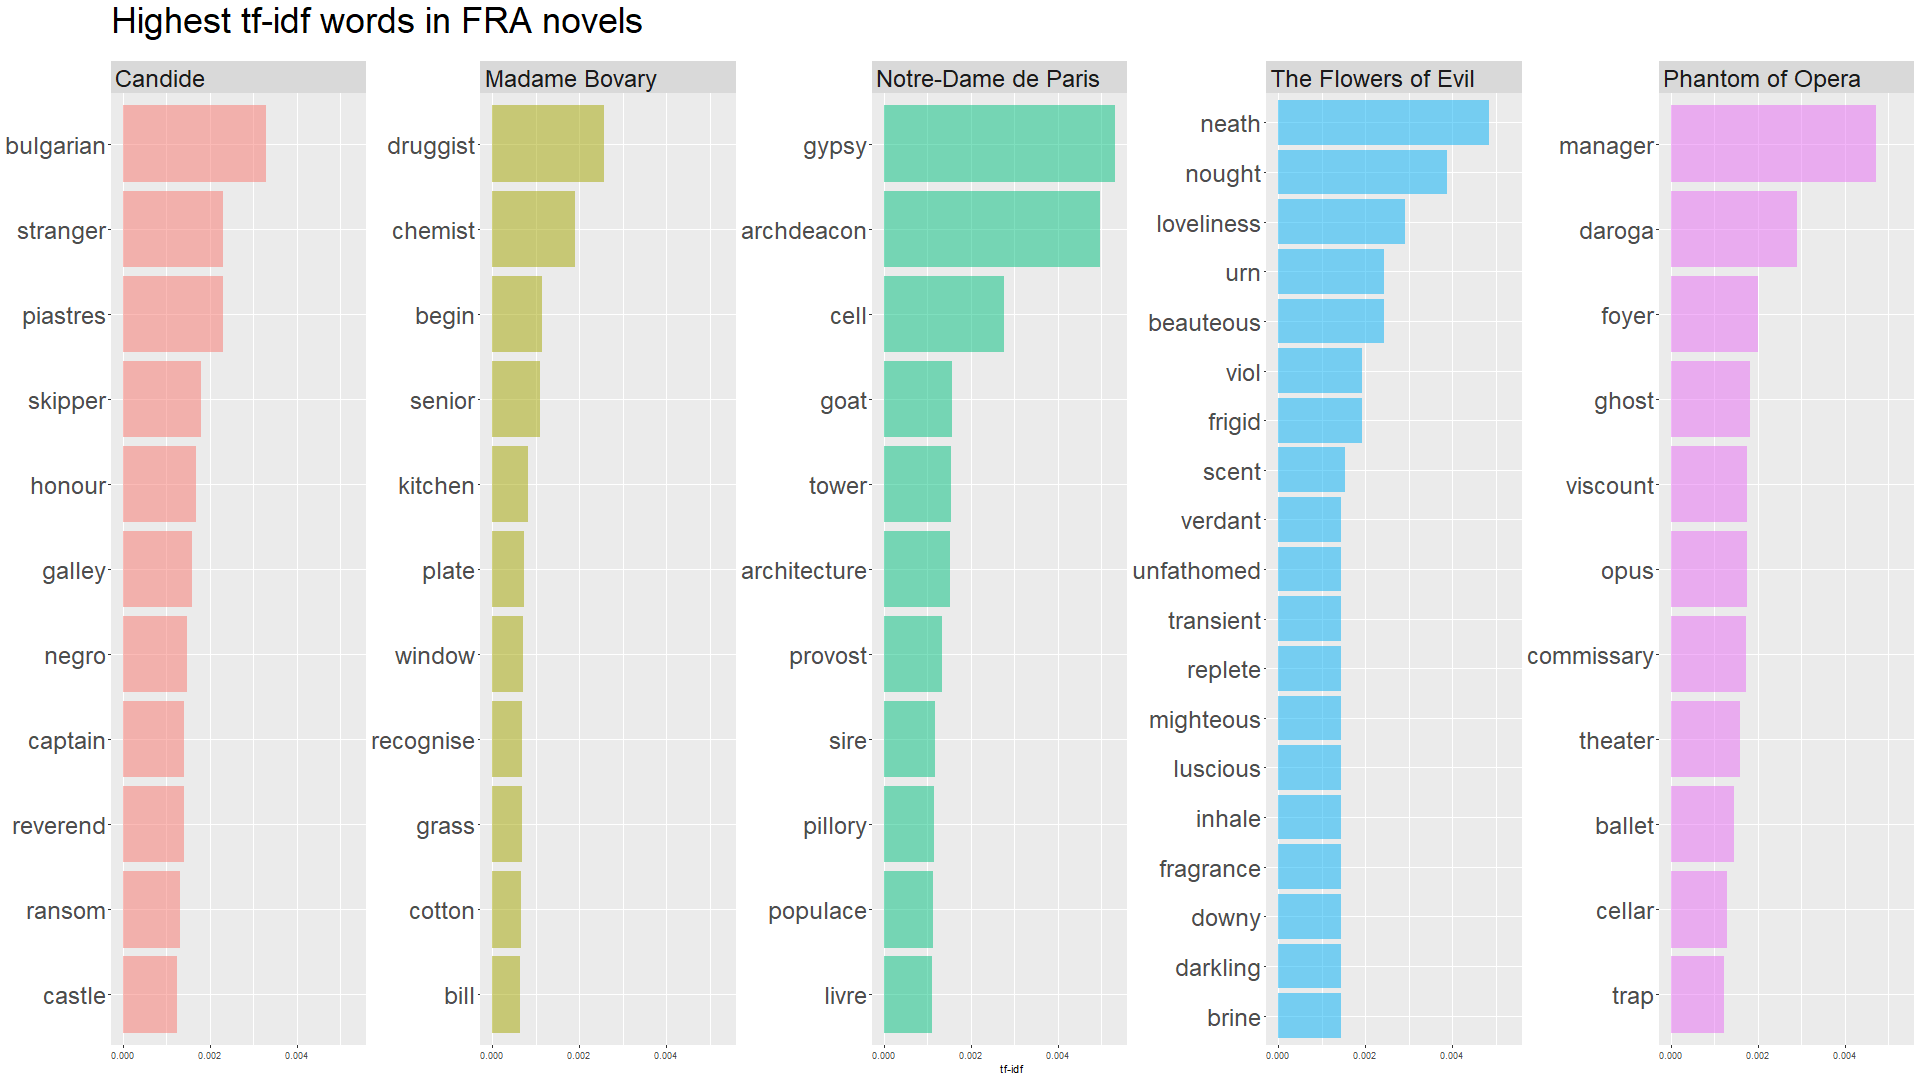 Highest tf-idf words in FRA novels
Candide
bulgarian
stranger
piastres
skipper
honour
galley
negro
captain
reverend
ransom
castle
0.000 0.002 0.004
Madame Bovary
druggist
chemist
begin
senior
kitchen
plate
window
recognise
grass
cotton
bill
0.000 0.002 0.004
Notre-Dame de Paris
gypsy
archdeacon
cell
goat
tower
architecture
provost
sire
pillory
populace
livre
0.000 0.002 0.004
The Flowers of Evil
neath
nought
loveliness
urn
beauteous
viol
frigid
scent
verdant
unfathomed
transient
replete
mighteous
luscious
inhale
fragrance
downy
darkling
brine
0.000 0.002 0.004
Phantom of Opera
manager
daroga
foyer
ghost
viscount
opus
commissary
theater
ballet
cellar
trap
0.000 0.002 0.004
tf-idf